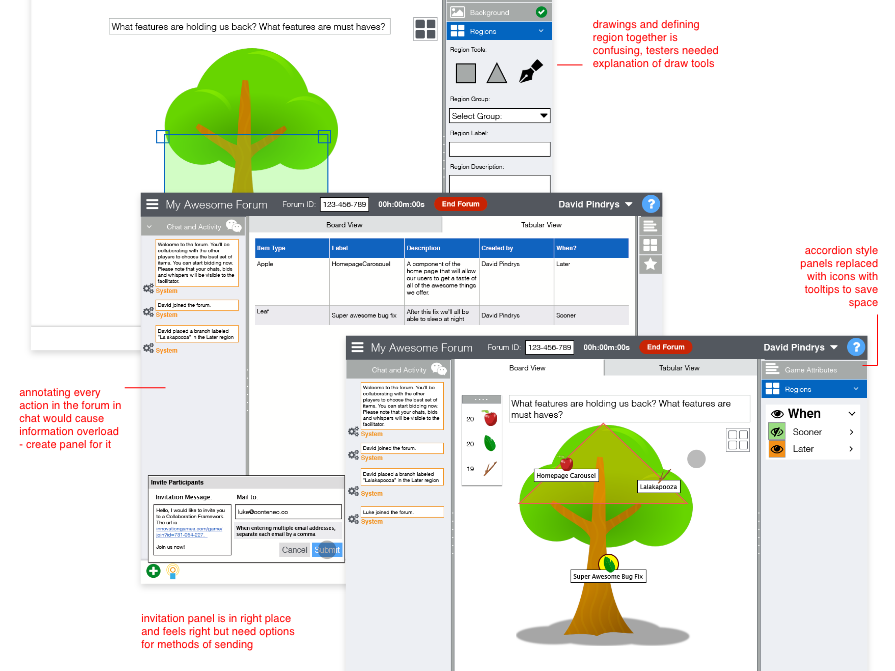 What features are holding us back? What features are must haves?
Background
Regions
Region Tools:
Region Group:
Select Group:
Region Label:
Region Description:
drawings and defining
region together is
confusing, testers needed
explanation of draw tools
My Awesome Forum
Forum ID:
123-456-789
00h:00m:00s
End Forum
David Pindrys
?
Chat and Activity
Board View
Tabular View
Welcome to the forum. You'll be
collaborating with the other
players to choose the best set of
items. You can start bidding now.
Please note that your chats, bids
and whispers will be visible to the
facilitator.
System
David joined the forum.
System
David placed a branch labeled
"Lalakapooza" in the Later region
System
Item Type
Label
Description
Created by
When?
Apple
HomepageCarousel
A component of the
home page that will allow
our users to get a taste of
all of the awesome things
we offer.
David Pindrys
Later
Leaf
Super awesome bug fix
After this fix we'll all be
able to sleep at night
David Pindrys
Sooner
accordion style
panels replaced
with icons with
tooltips to save
space
annotating every
action in the forum in
chat would cause
information overload
- create panel for it
Invite Participants
Invitation Message
Mail to
Hello, I would like to invite you
to a Collaboration Framework.
The url is
Join us now!
luke@conteneo.co
When entering multiple email addresses,
separate each email by a comma
Cancel
Submit
invitation panel is in right place
and feels right but need options
for methods of sending
My Awesome Forum
Forum ID:
123-456-789
00h:00m:00s
End Forum
David Pindrys
?
Chat and Activity
Board View
Tabular View
Game Attributes
Regions
When
Sooner
Later
Welcome to the forum. You'll be
collaborating with the other
players to choose the best set of
items. You can start bidding now.
Please note that your chats, bids
and whispers will be visible to the
facilitator.
System
David joined the forum.
System
David placed a branch labeled
"Lalakapooza" in the Later region
System
Luke joined the forum.
System
20
20
19
What features are holding us back? What features are
must haves?
Homepage Carousel
Lalakapooza
Super Awesome Bug Fix